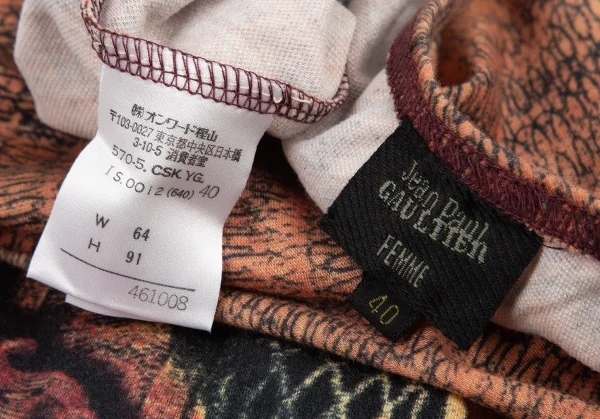 ㈱オンワード樫山
〒103-0027 東京都中央区日本橋
3-10-5 消費者室
570-5. CSK YG.
I S. 0012 (640) 40
W 64
H 91
461008
Jean Paul
GAULTIER
FEMME
40